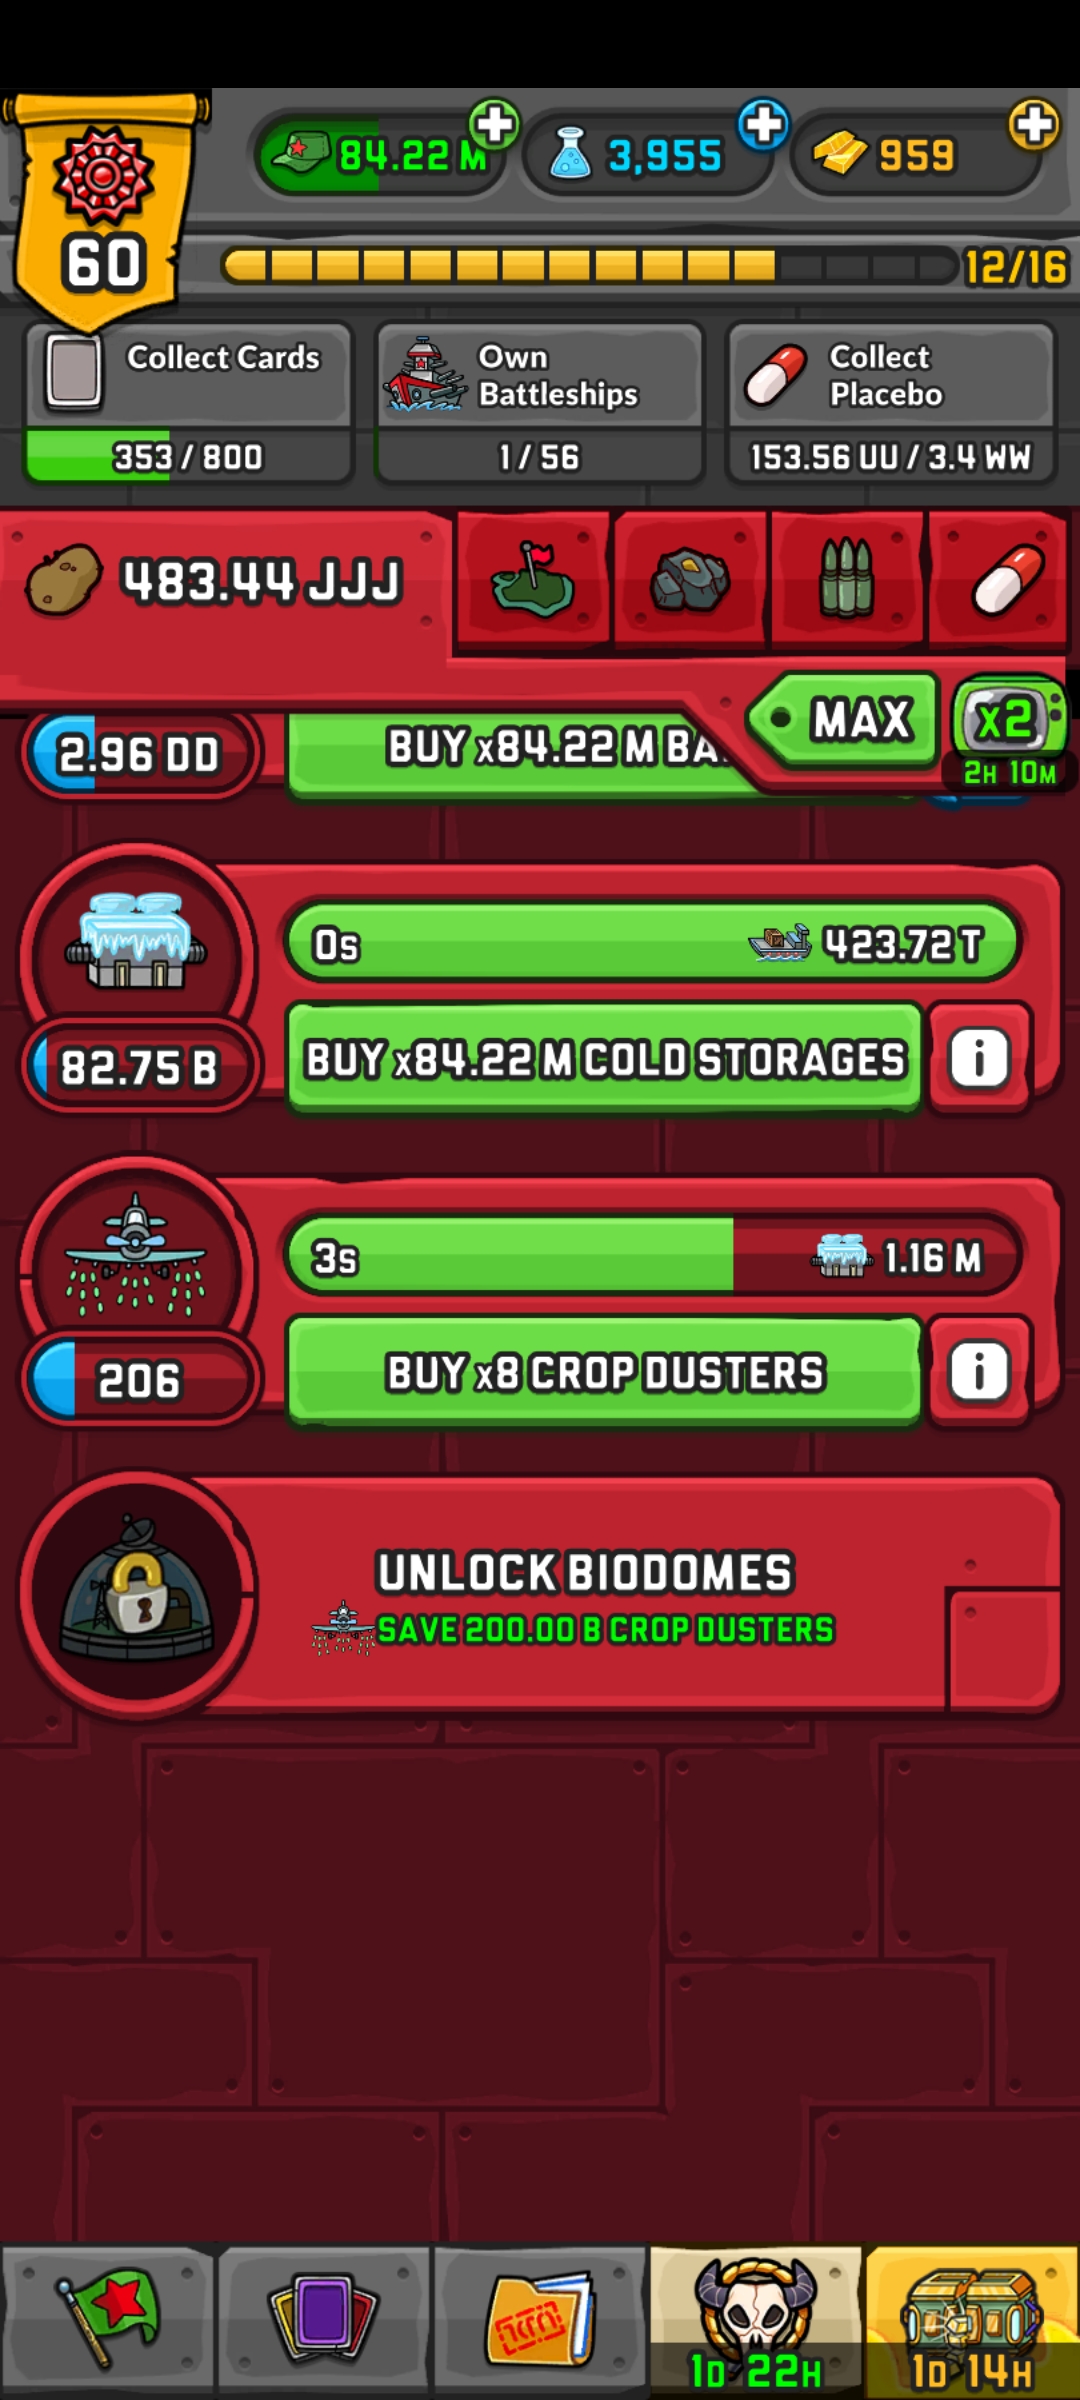 84.22 M
3,955
959
60
12/16
Collect Cards
353 / 800
Own
Battleships
1 / 56
Collect
Placebo
153.56 UU / 3.4 WW
483.44 JJJ
MAX
x2
2H 10M
2.96 DD
BUY x84.22 M BA
0s
423.72 T
82.75 B
BUY x84.22 M COLD STORAGES
i
3s
1.16 M
206
BUY x8 CROP DUSTERS
i
UNLOCK BIODOMES
SAVE 200.00 B CROP DUSTERS
1D 22H
1D 14H